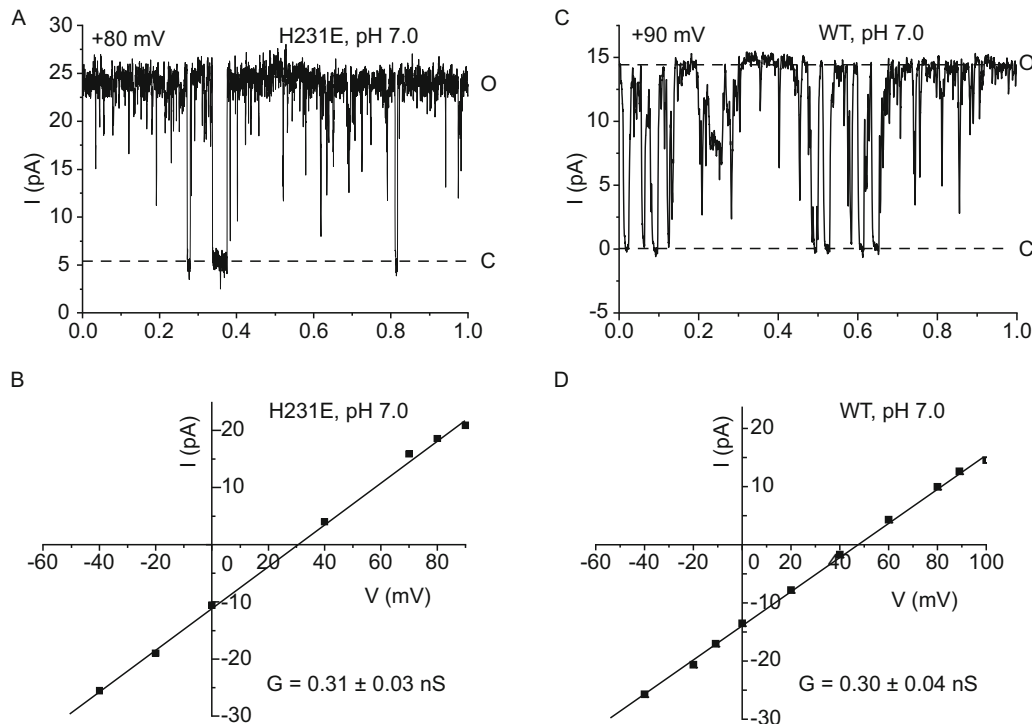 A
+80 mV
H231E, pH 7.0
30
25
20
15
10
5
0
I (pA)
O
C
0.0 0.2 0.4 0.6 0.8 1.0
C
+90 mV
WT, pH 7.0
15
10
5
0
-5
I (pA)
O
C
0.0 0.2 0.4 0.6 0.8 1.0
B
H231E, pH 7.0
I (pA)
20
10
-60 -40 -20 0 20 40 60 80
V (mV)
-10
-20
-30
G = 0.31 ± 0.03 nS
D
WT, pH 7.0
I (pA)
20
10
-60 -40 -20 0 20 40 60 80 100
V (mV)
-10
-20
-30
G = 0.30 ± 0.04 nS